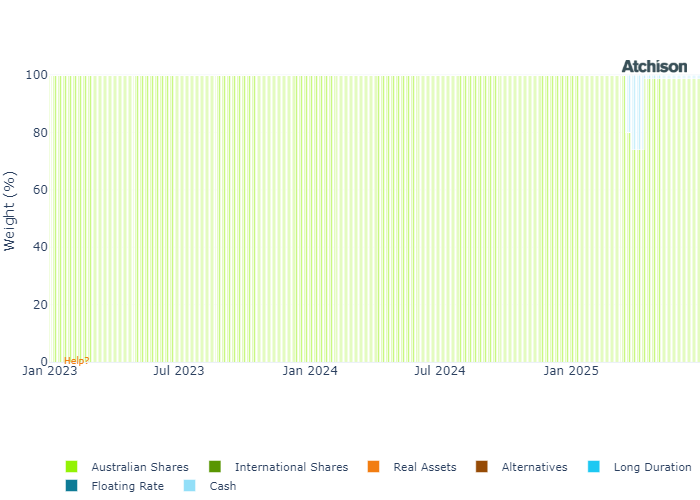 Atchison
100
80
60
40
20
0
Weight (%)
Help?
Jan 2023 Jul 2023 Jan 2024 Jul 2024 Jan 2025
Australian Shares International Shares Real Assets Alternatives Long Duration
Floating Rate Cash